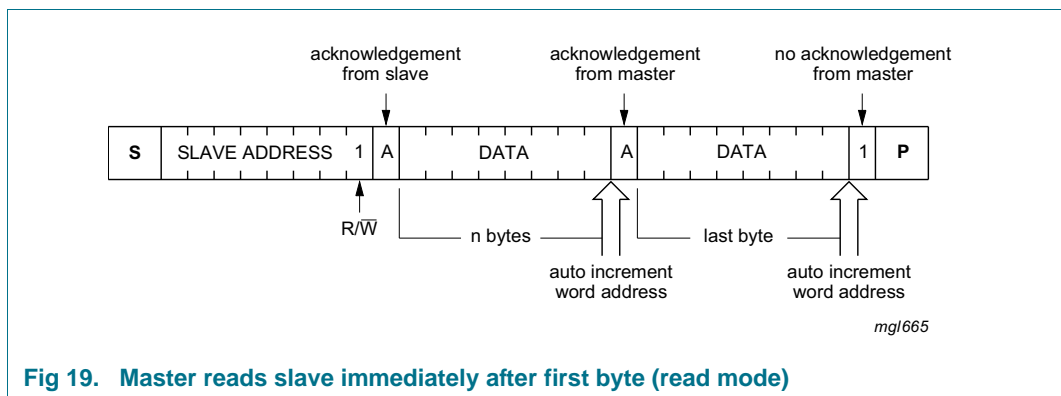 acknowledgement
from slave
acknowledgement
from master
no acknowledgement
from master
S SLAVE ADDRESS 1 A DATA A DATA 1 P
R/W̅
n bytes
last byte
auto increment
word address
auto increment
word address
mgl665
Fig 19. Master reads slave immediately after first byte (read mode)